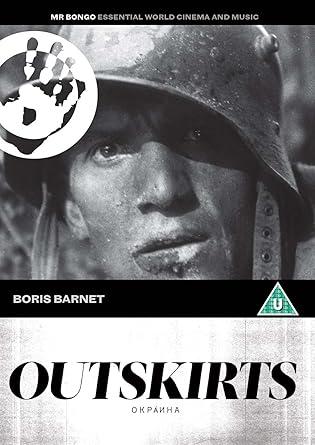 MR BONGO ESSENTIAL WORLD CINEMA AND MUSIC
BORIS BARNET
U
OUTSKIRTS
ОКРАИНА